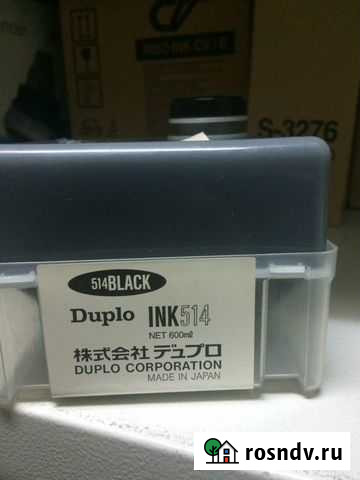 S-3276
514BLACK
Duplo INK514
NET 600mℓ
株式会社 デュプロ
DUPLO CORPORATION
MADE IN JAPAN
rosndv.ru